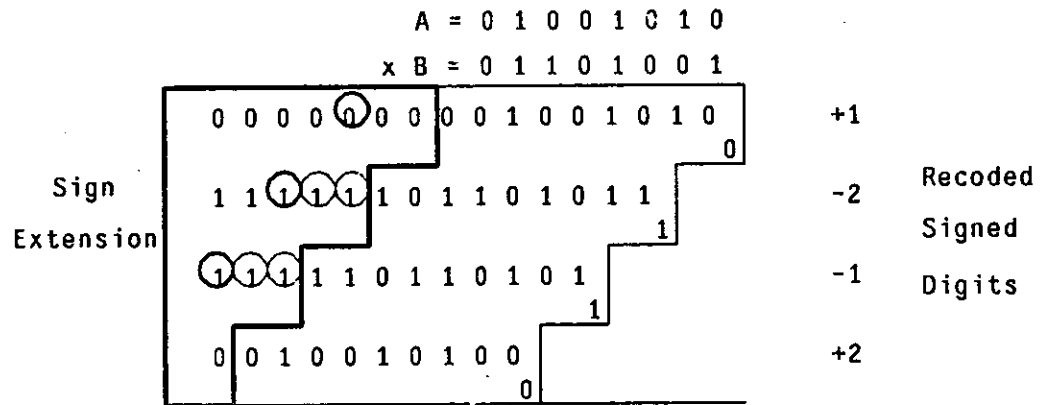 A = 0 1 0 0 1 0 1 0
x B = 0 1 1 0 1 0 0 1
0 0 0 0 0 0 0 0 0 1 0 0 1 0 1 0 +1
0
Sign 1 1 1 1 1 1 0 1 1 0 1 0 1 1 -2 Recoded
Extension 1 Signed
1 1 1 1 1 0 1 1 0 1 0 1 -1 Digits
1
0 0 1 0 0 1 0 1 0 0 +2
0